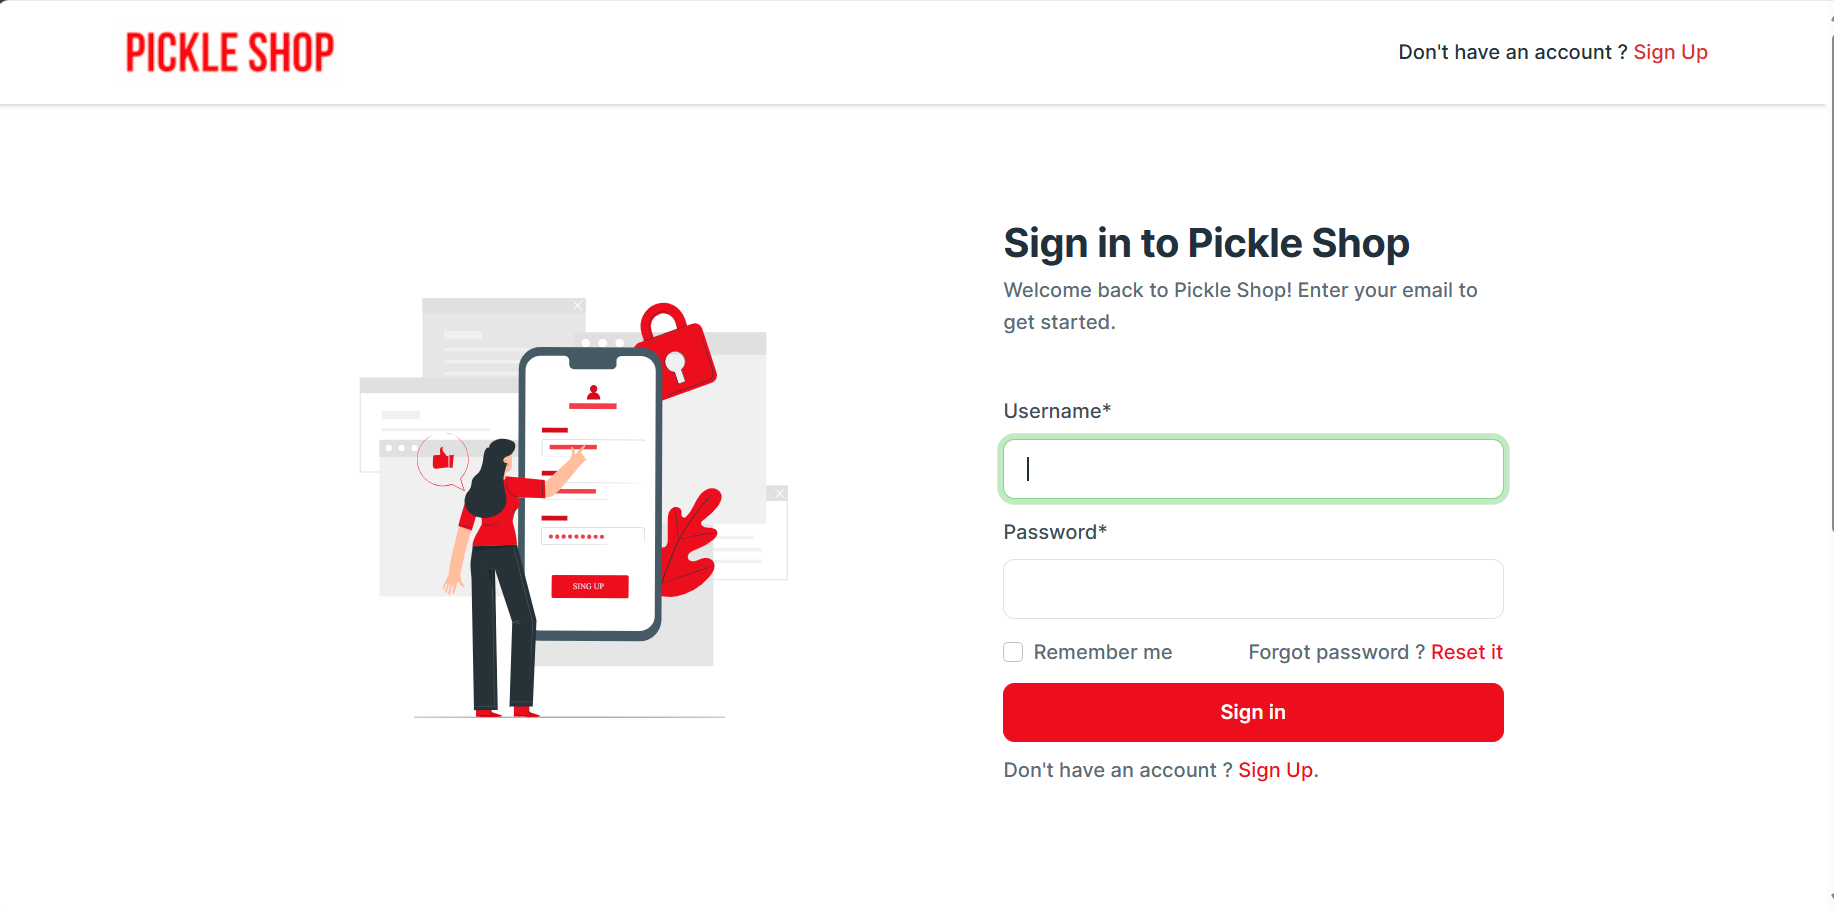 PICKLE SHOP
Don't have an account ? Sign Up
Sign in to Pickle Shop
Welcome back to Pickle Shop! Enter your email to
get started.
Username*
Password*
Remember me
Forgot password ? Reset it
Sign in
Don't have an account ? Sign Up.
SING UP